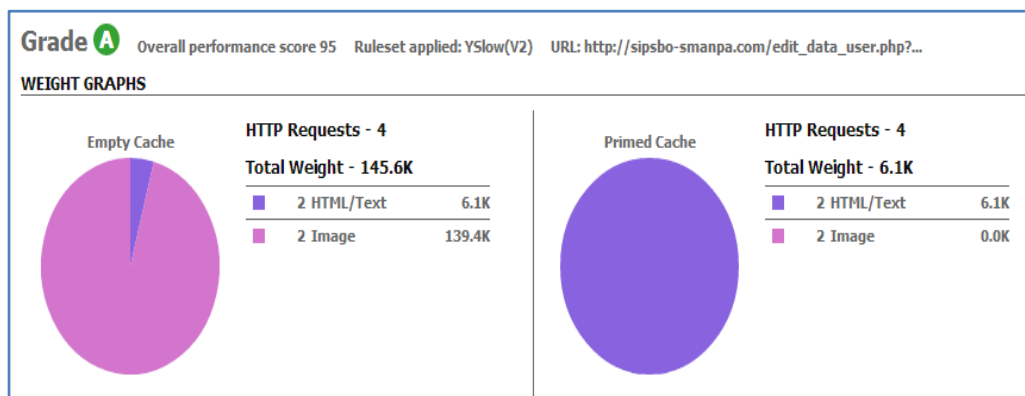 Grade A Overall performance score 95 Ruleset applied: YSlow(V2) URL: http://sipsbo-smanpa.com/edit_data_user.php?...
WEIGHT GRAPHS
Empty Cache
HTTP Requests - 4
Total Weight - 145.6K
2 HTML/Text 6.1K
2 Image 139.4K
Primed Cache
HTTP Requests - 4
Total Weight - 6.1K
2 HTML/Text 6.1K
2 Image 0.0K